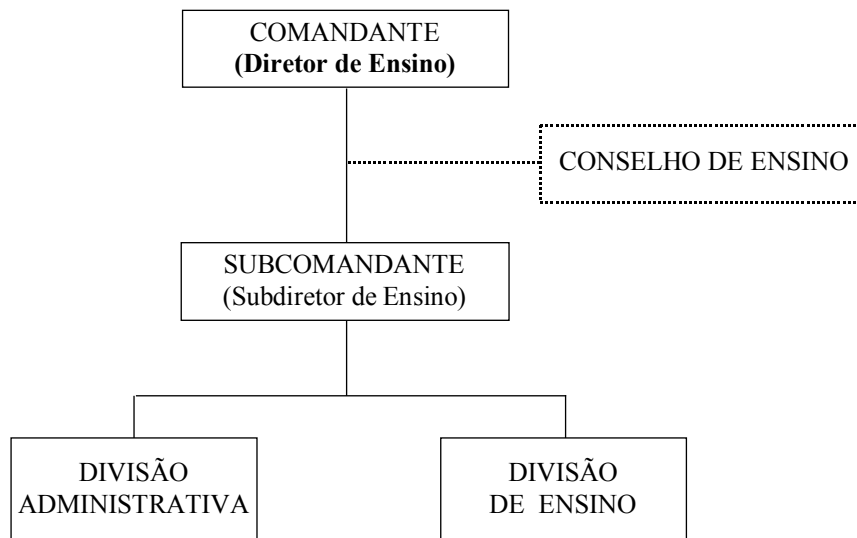 COMANDANTE
(Diretor de Ensino)
CONSELHO DE ENSINO
SUBCOMANDANTE
(Subdiretor de Ensino)
DIVISÃO
ADMINISTRATIVA
DIVISÃO
DE ENSINO